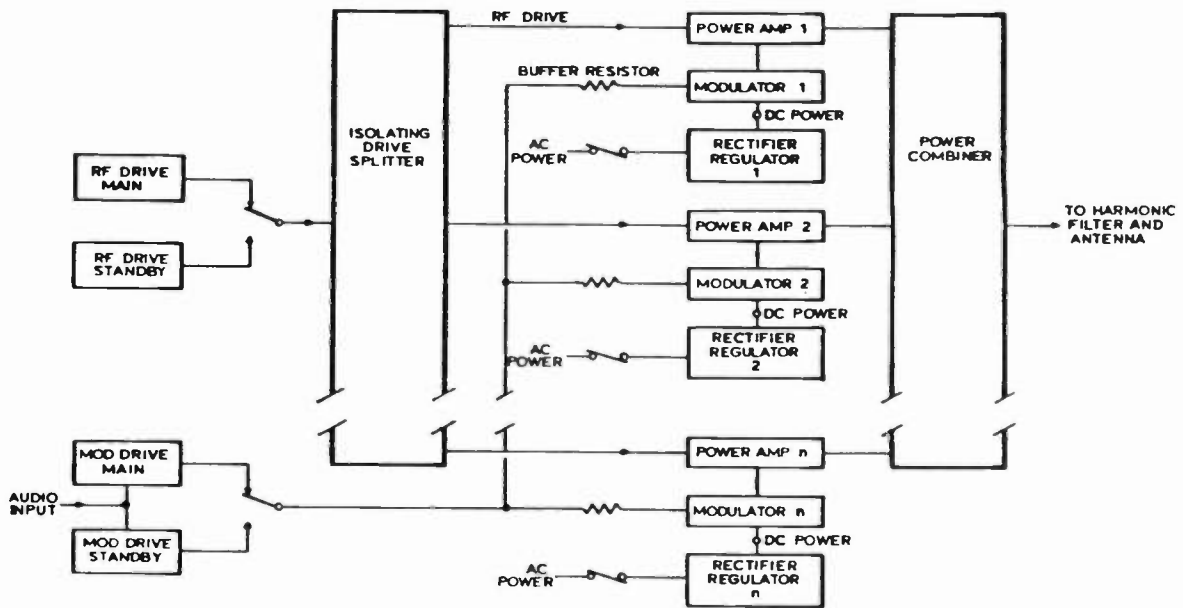 RF DRIVE
POWER AMP 1
BUFFER RESISTOR
MODULATOR 1
DC POWER
AC
POWER
RECTIFIER
REGULATOR
1
ISOLATING
DRIVE
SPLITTER
POWER
COMBINER
RF DRIVE
MAIN
RF DRIVE
STANDBY
POWER AMP 2
TO HARMONIC
FILTER AND
ANTENNA
MODULATOR 2
DC POWER
AC
POWER
RECTIFIER
REGULATOR
2
MOD DRIVE
MAIN
AUDIO
INPUT
MOD DRIVE
STANDBY
POWER AMP n
MODULATOR n
DC POWER
AC
POWER
RECTIFIER
REGULATOR
n